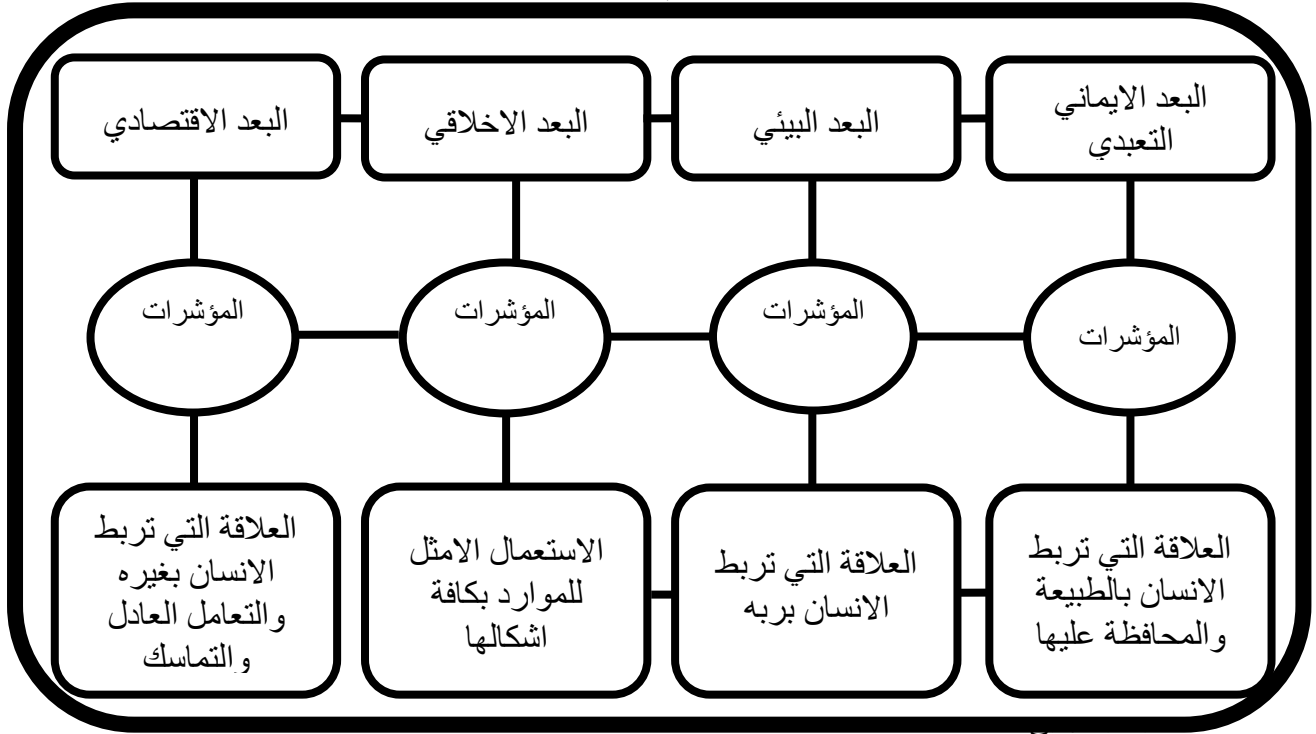 البعد الايماني
التعبدي
البعد البيئي
البعد الاخلاقي
البعد الاقتصادي
المؤشرات
المؤشرات
المؤشرات
المؤشرات
العلاقة التي تربط
الانسان بالطبيعة
والمحافظة عليها
العلاقة التي تربط
الانسان بربه
الاستعمال الامثل
للموارد بكافة
اشكالها
العلاقة التي تربط
الانسان بغيره
والتعامل العادل
والتماسك